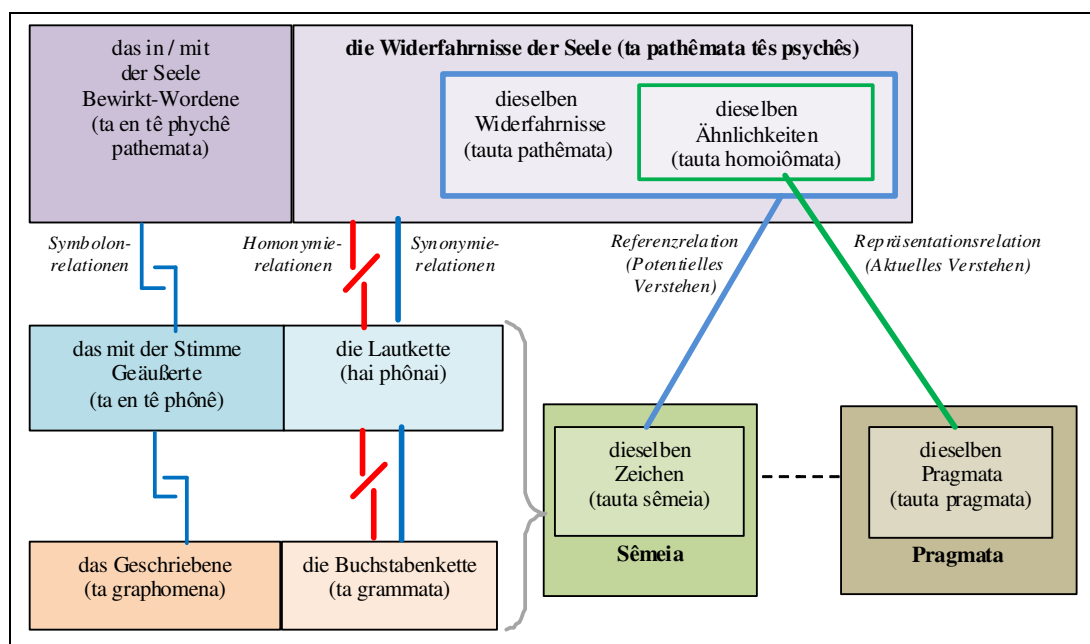 das in / mit
der Seele
Bewirkt-Wordene
(ta en tê phychê
pathemata)
die Widerfahrnisse der Seele (ta pathêmata tês psychês)
dieselben
Widerfahrnisse
(tauta pathêmata)
dieselben
Ähnlichkeiten
(tauta homoiômata)
Symbolon-
relationen
Homonymie-
relationen
Synonymie-
relationen
Referenzrelation
(Potentielles
Verstehen)
Repräsentationsrelation
(Aktuelles Verstehen)
das mit der Stimme
Geäußerte
(ta en tê phônê)
die Lautkette
(hai phônai)
dieselben
Zeichen
(tauta sêmeia)
Sêmeia
dieselben
Pragmata
(tauta pragmata)
Pragmata
das Geschriebene
(ta graphomena)
die Buchstabenkette
(ta grammata)